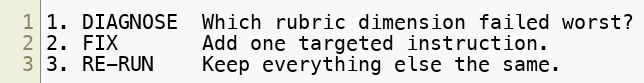 1 1. DIAGNOSE  Which rubric dimension failed worst?
2 2. FIX       Add one targeted instruction.
3 3. RE-RUN    Keep everything else the same.